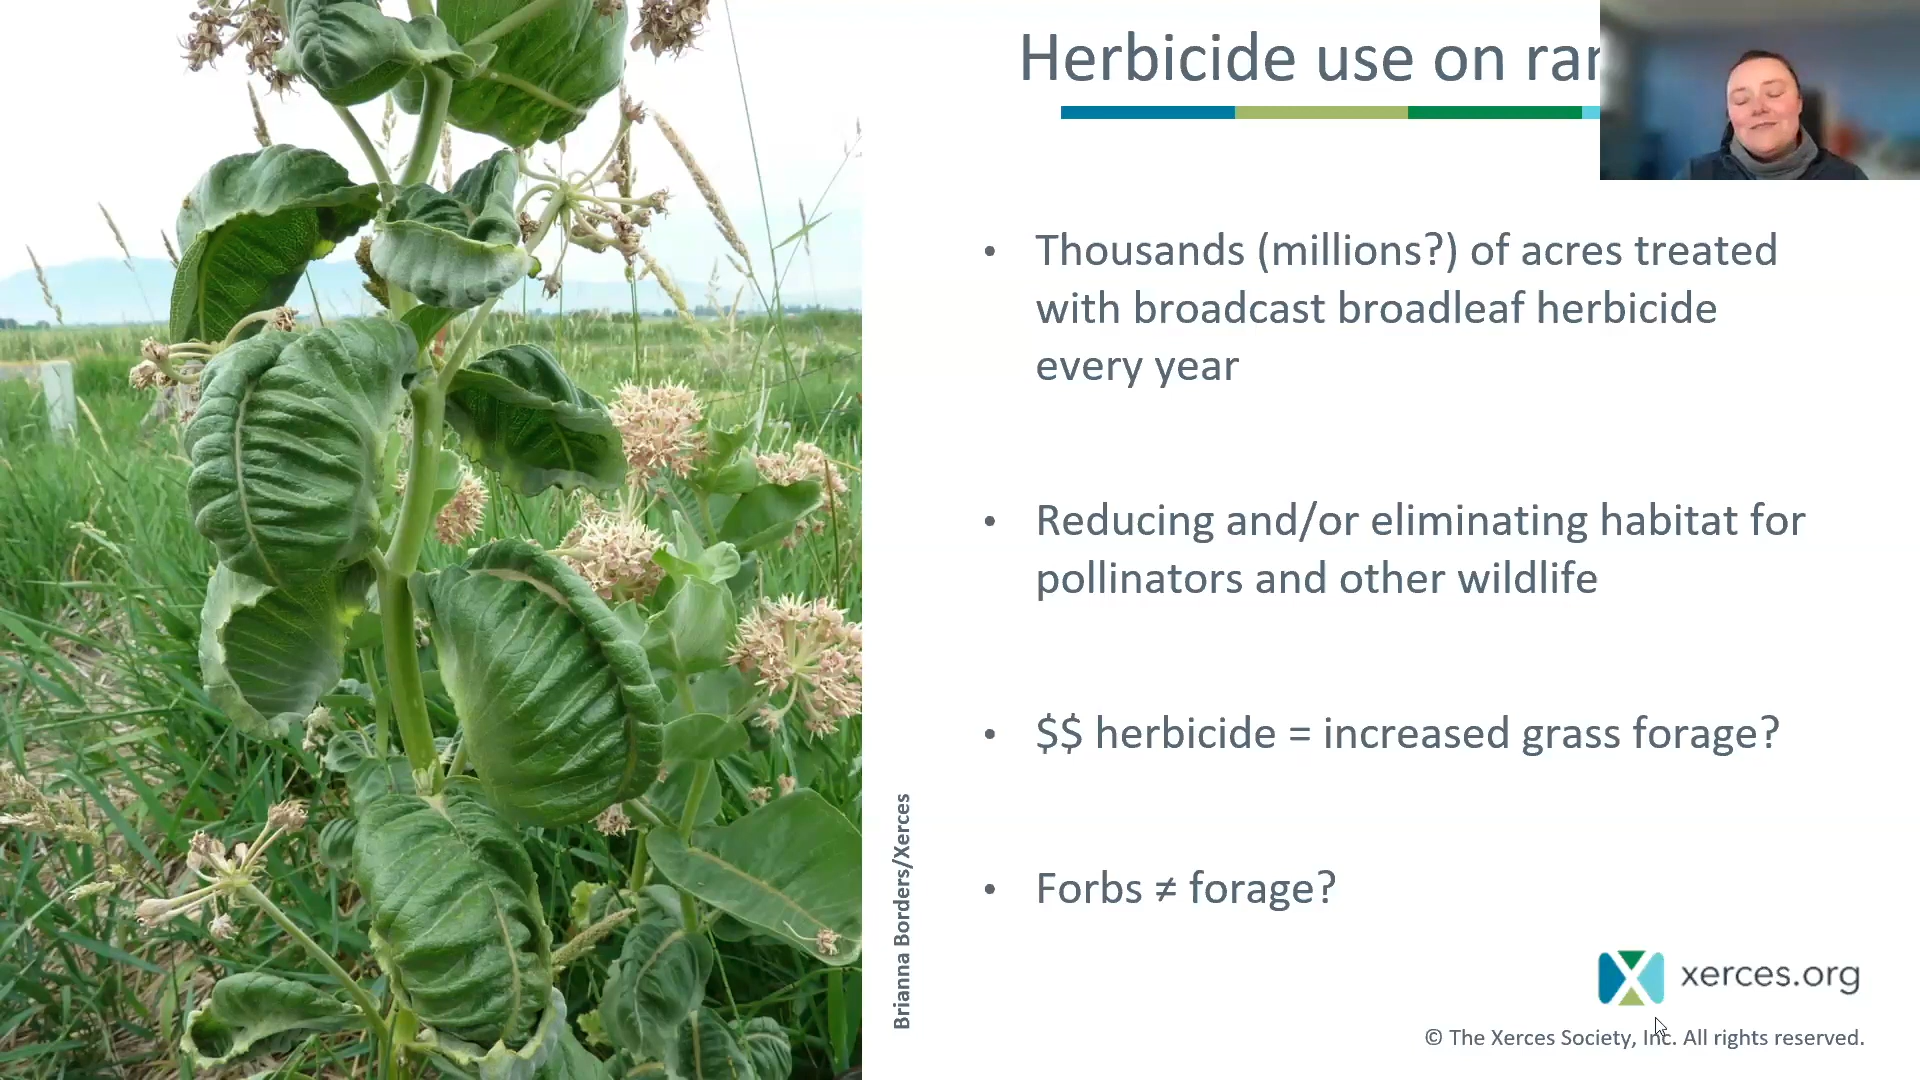 Herbicide use on
• Thousands (millions?) of acres treated
with broadcast broadleaf herbicide
every year
• Reducing and/or eliminating habitat for
pollinators and other wildlife
• $$ herbicide = increased grass forage?
• Forbs ≠ forage?
Brianna Borders/Xerces
xerces.org
© The Xerces Society, Inc. All rights reserved.